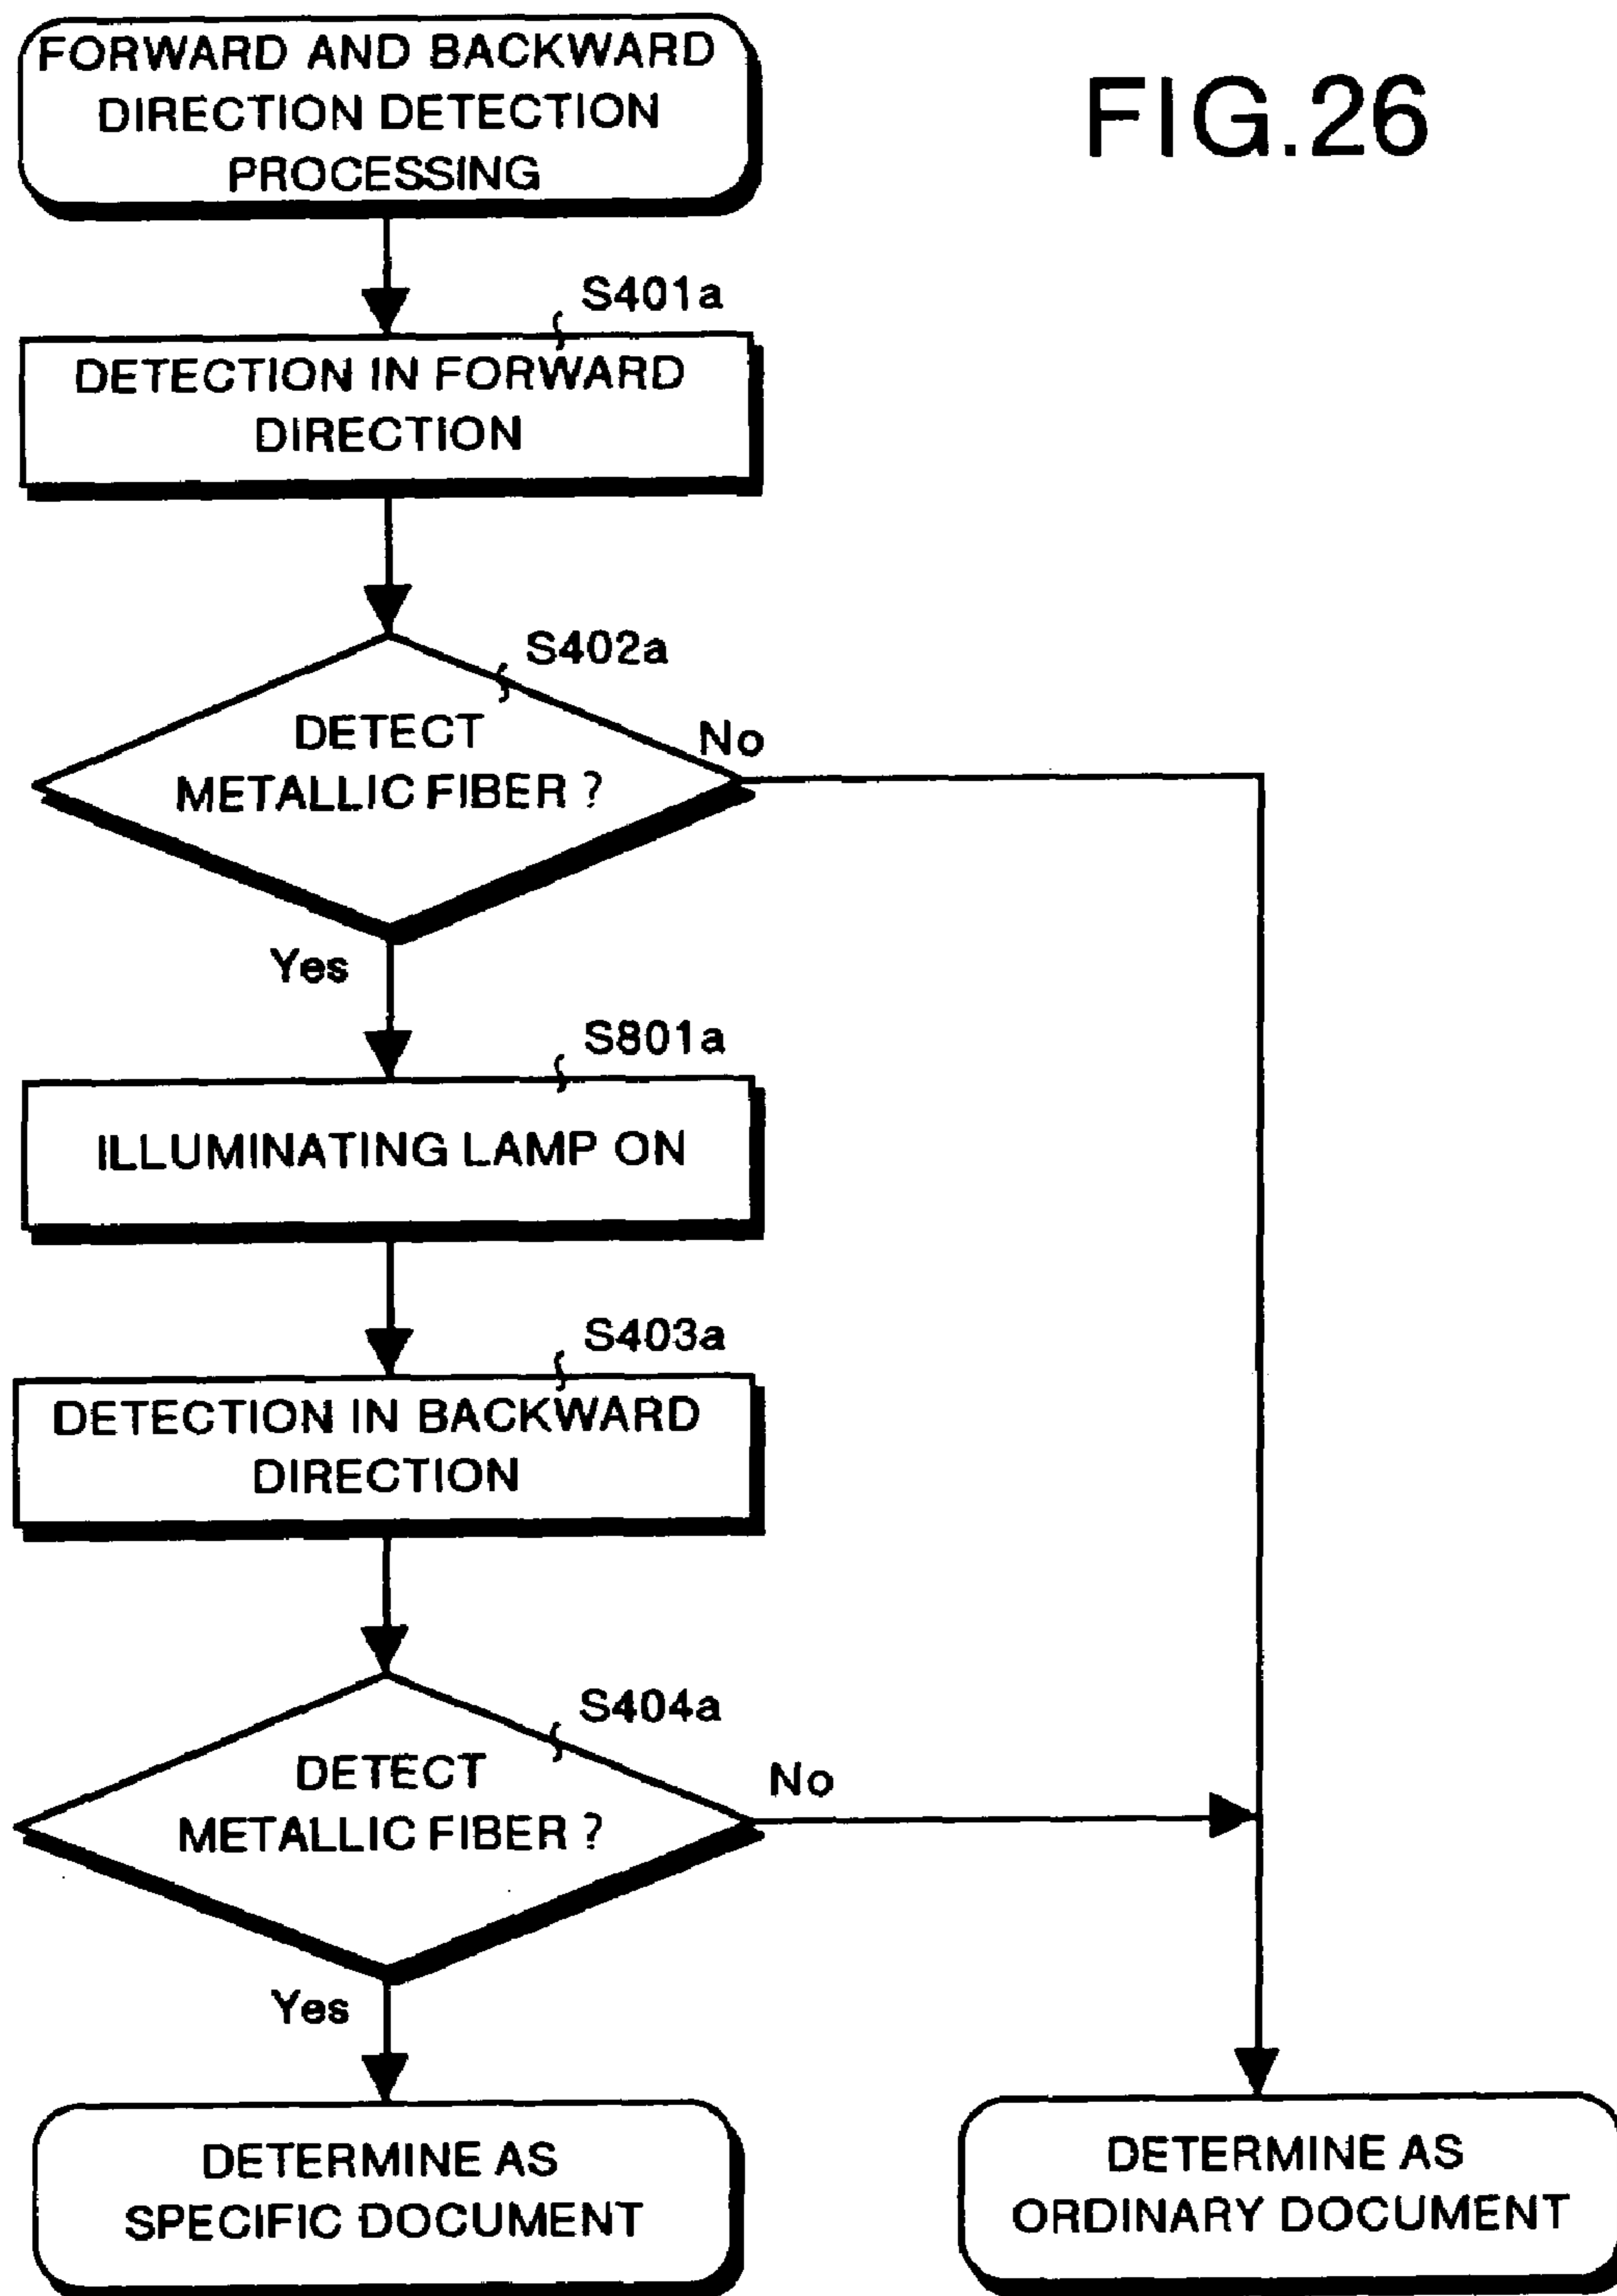 FORWARD AND BACKWARD
DIRECTION DETECTION
PROCESSING
FIG.26
S401a
DETECTION IN FORWARD
DIRECTION
S402a
DETECT
METALLIC FIBER ?
No
Yes
S801a
ILLUMINATING LAMP ON
S403a
DETECTION IN BACKWARD
DIRECTION
S404a
DETECT
METALLIC FIBER ?
No
Yes
DETERMINE AS
SPECIFIC DOCUMENT
DETERMINE AS
ORDINARY DOCUMENT